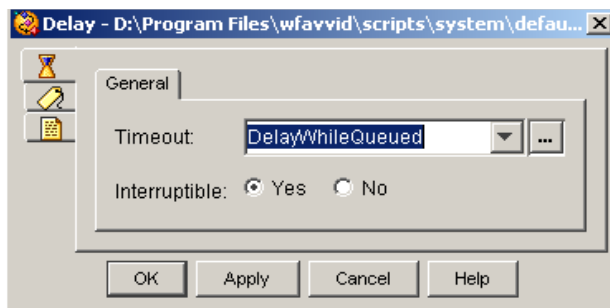 Delay - D:\Program Files\wfavvid\scripts\system\defau...
General
Timeout: DelayWhileQueued ...
Interruptible: Yes No
OK Apply Cancel Help